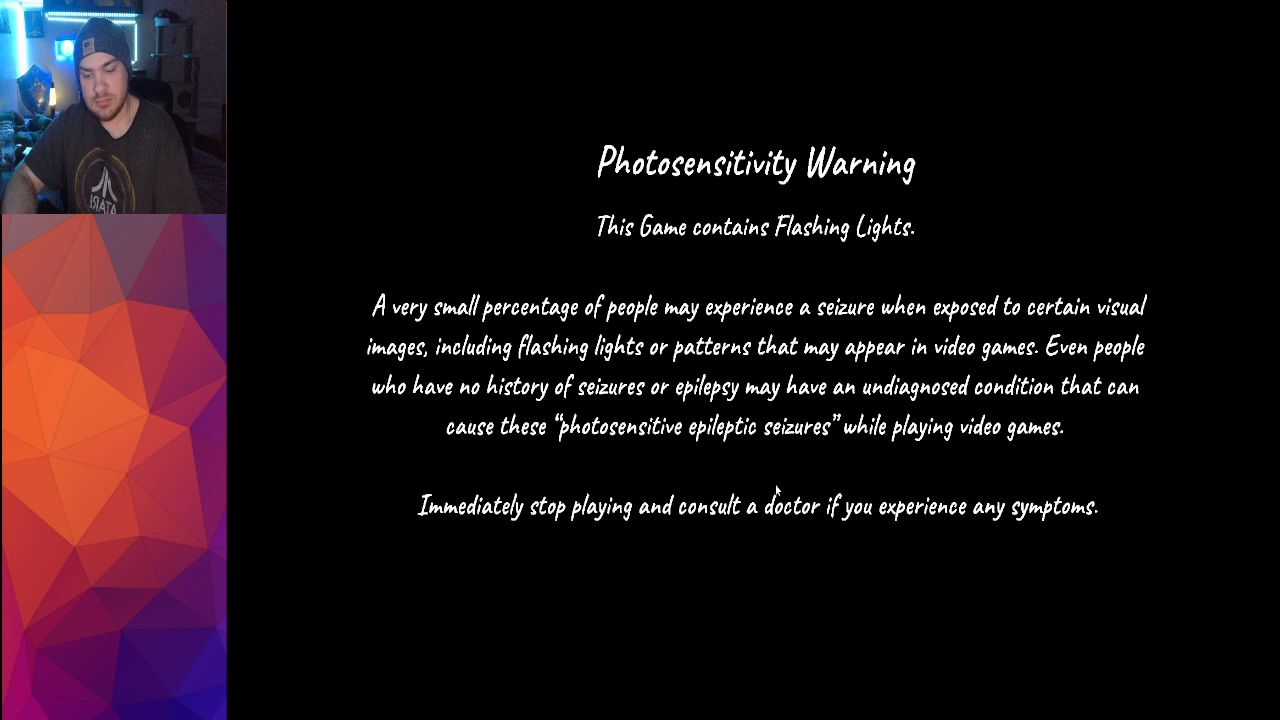 Photosensitivity Warning
This Game contains Flashing Lights.
A very small percentage of people may experience a seizure when exposed to certain visual
images, including flashing lights or patterns that may appear in video games. Even people
who have no history of seizures or epilepsy may have an undiagnosed condition that can
cause these “photosensitive epileptic seizures” while playing video games.
Immediately stop playing and consult a doctor if you experience any symptoms.
ATARI